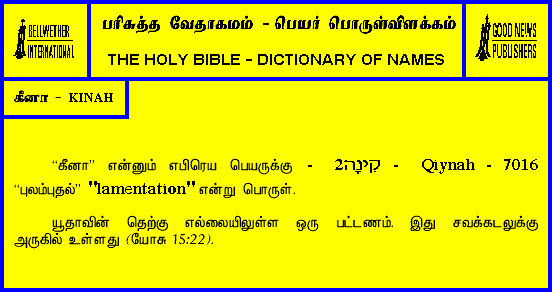 BELLWETHER
INTERNATIONAL
பரிசுத்த வேதாகமம் - பெயர் பொருள்விளக்கம்
THE HOLY BIBLE - DICTIONARY OF NAMES
GOOD NEWS
PUBLISHERS
கீனா - KINAH
“கீனா” என்னும் எபிரெய பெயருக்கு - 2קִינָה - Qiynah - 7016
“புலம்புதல்” "lamentation" என்று பொருள்.
யூதாவின் தெற்கு எல்லையிலுள்ள ஒரு பட்டணம். இது சவக்கடலுக்கு
அருகில் உள்ளது (யோசு 15:22).